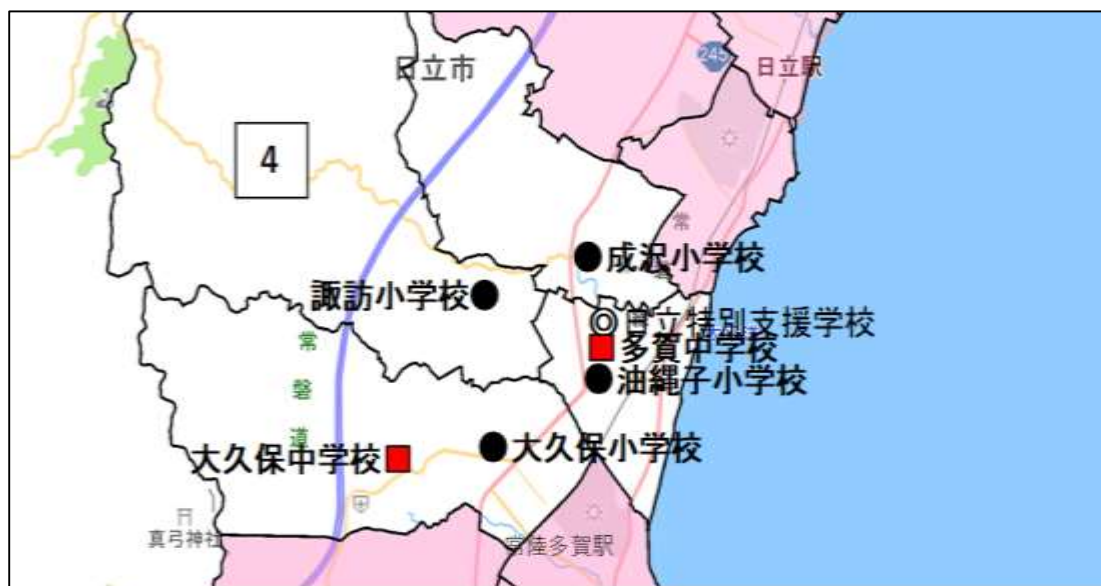 日立市
245
日立駅
4
常
成沢小学校
諏訪小学校
日立特別支援学校
多賀中学校
常
磐
道
油縄子小学校
大久保小学校
大久保中学校
真弓神社
常陸多賀駅